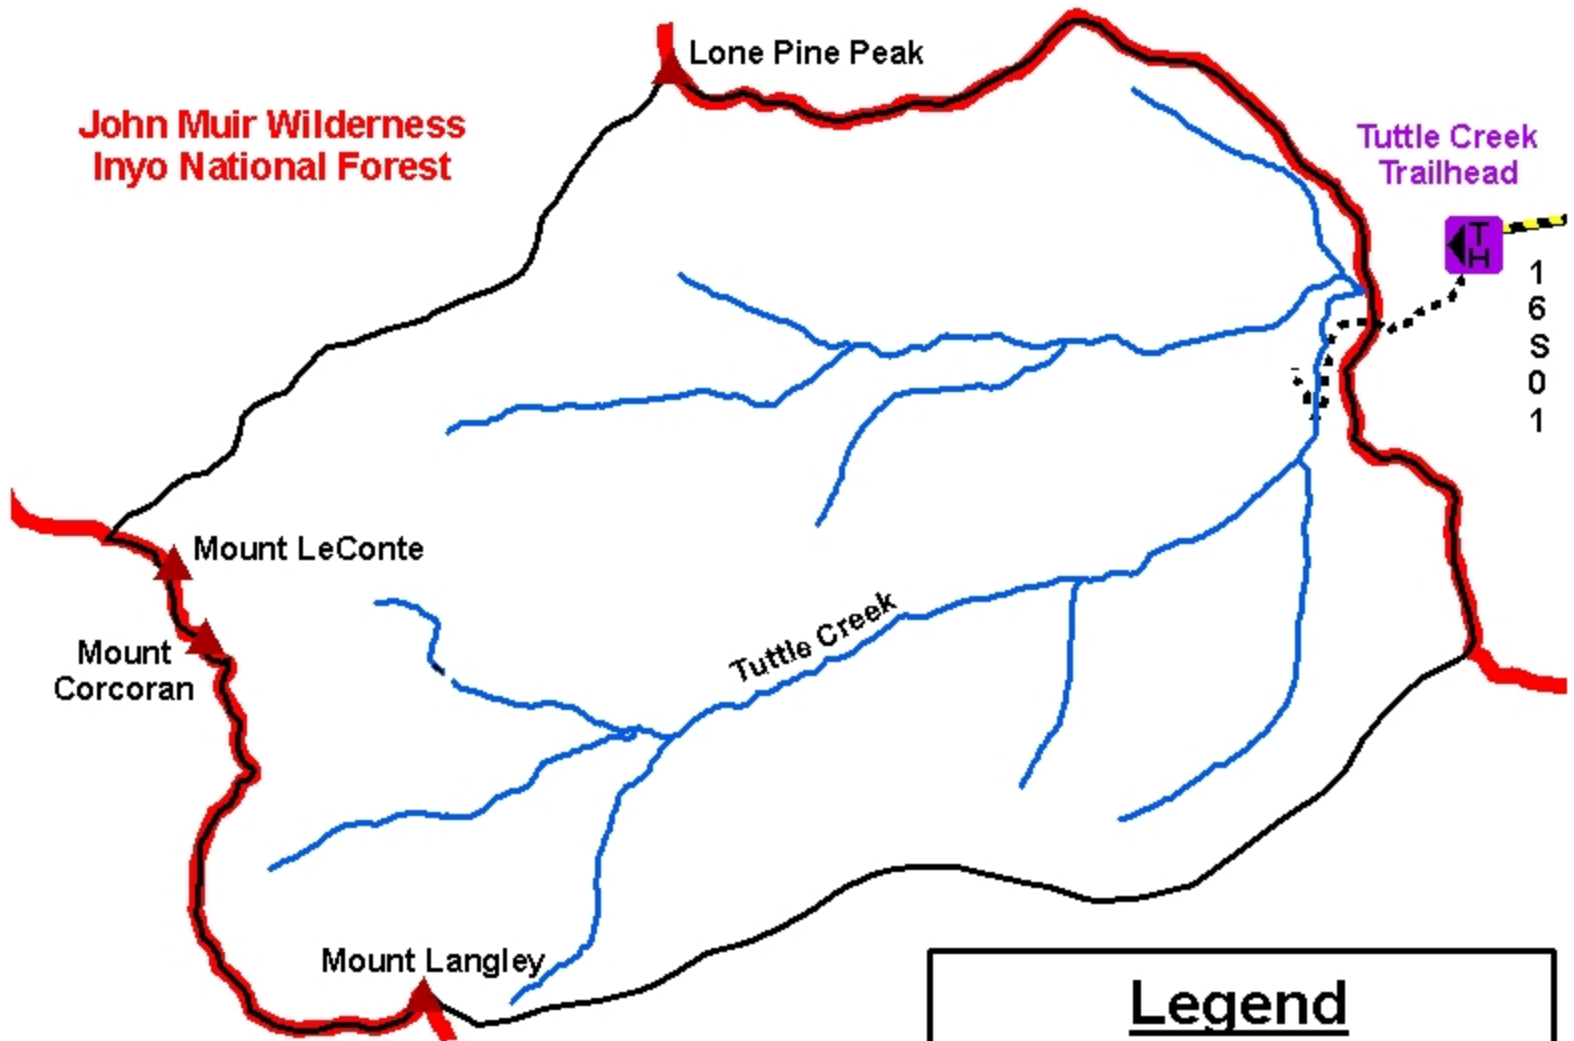 Lone Pine Peak
John Muir Wilderness
Inyo National Forest
Tuttle Creek
Trailhead
T
H
1
6
S
0
1
Mount LeConte
Mount
Corcoran
Tuttle Creek
Mount Langley
Legend